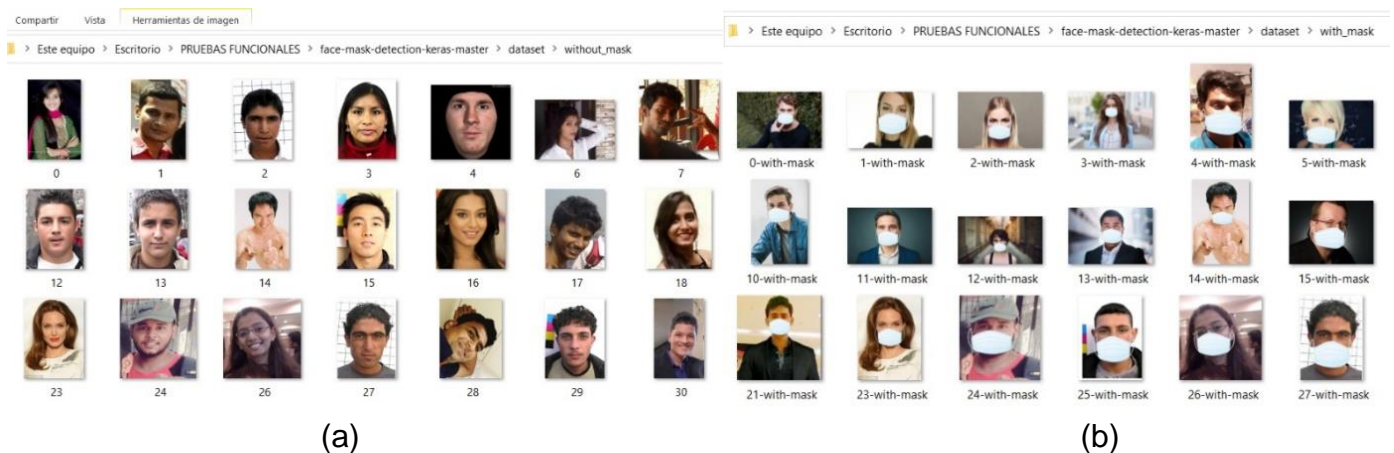 Compartir Vista Herramientas de imagen
Este equipo > Escritorio > PRUEBAS FUNCIONALES > face-mask-detection-keras-master > dataset > without_mask
0 1 2 3 4 6 7
12 13 14 15 16 17 18
23 24 26 27 28 29 30
(a)
Este equipo > Escritorio > PRUEBAS FUNCIONALES > face-mask-detection-keras-master > dataset > with_mask
0-with-mask 1-with-mask 2-with-mask 3-with-mask 4-with-mask 5-with-mask
10-with-mask 11-with-mask 12-with-mask 13-with-mask 14-with-mask 15-with-mask
21-with-mask 23-with-mask 24-with-mask 25-with-mask 26-with-mask 27-with-mask
(b)